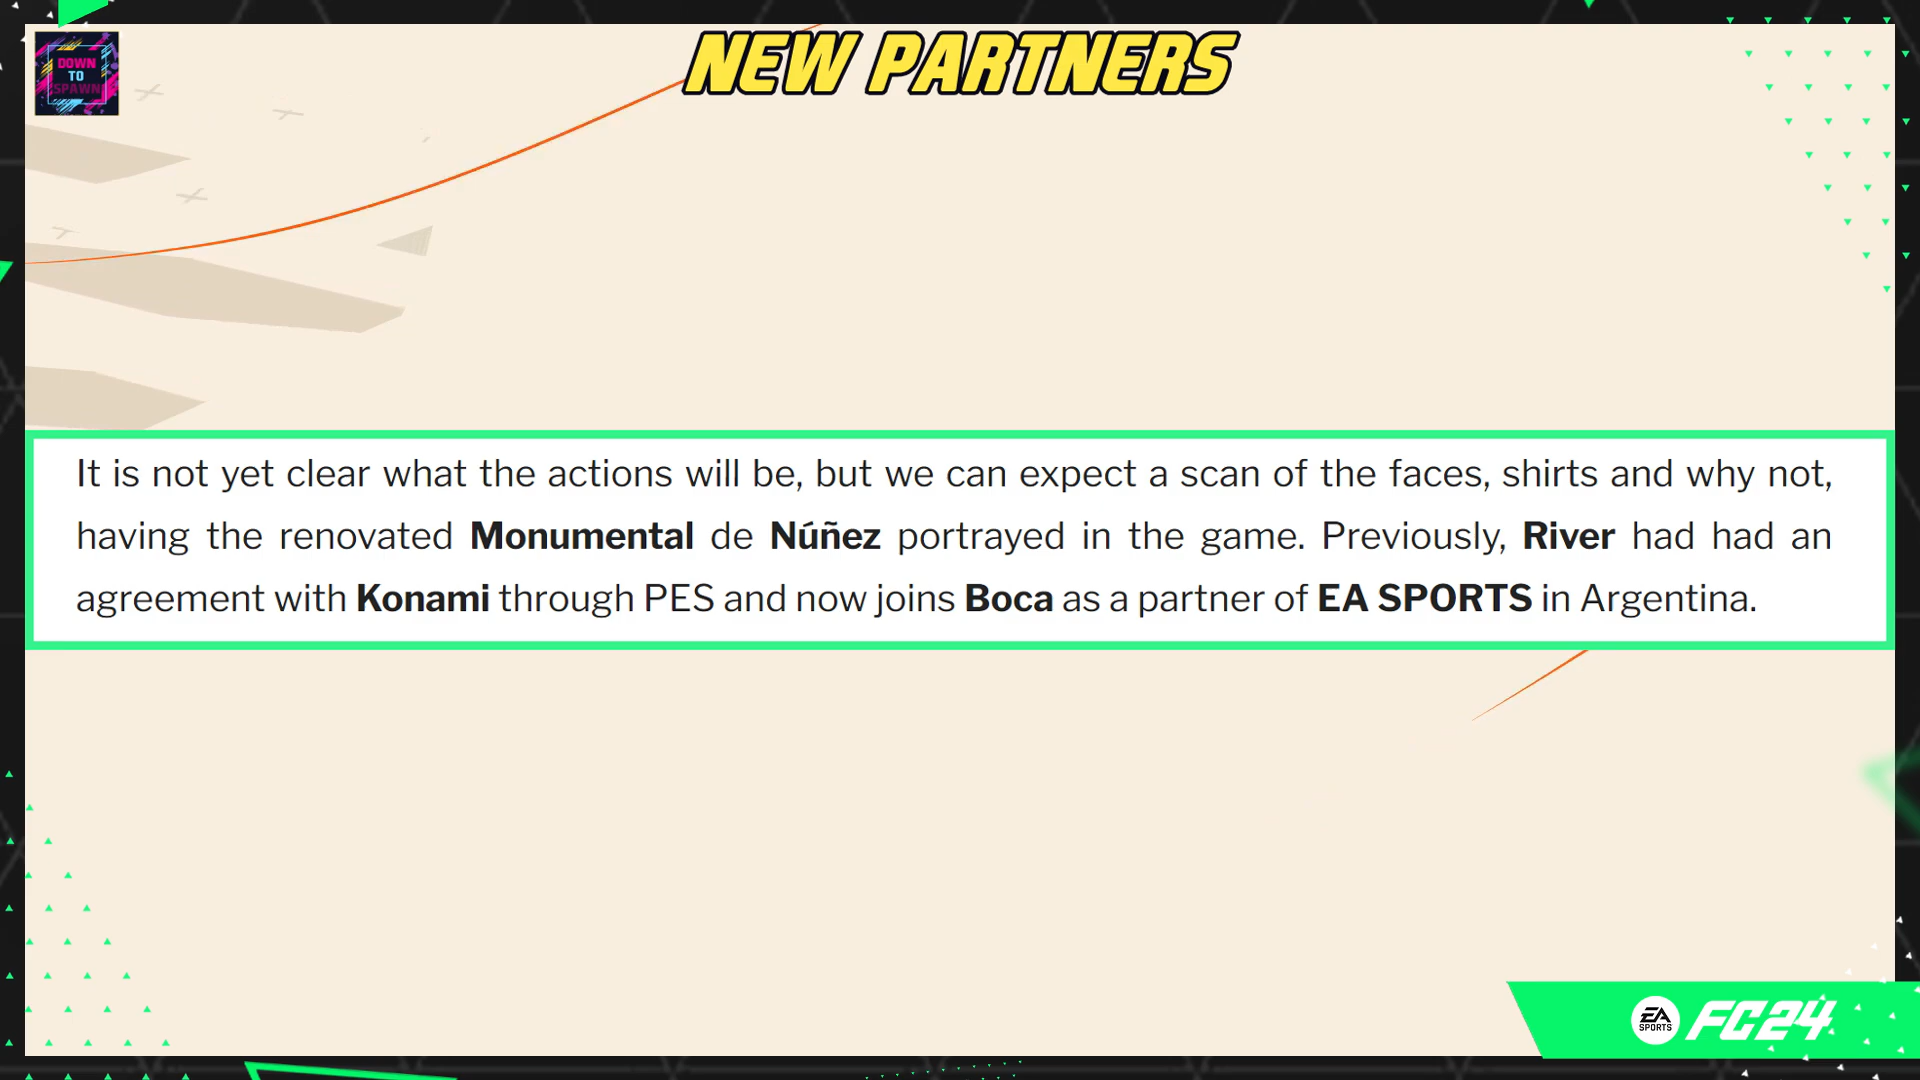 NEW PARTNERS
DOWN
TO
SPAWN
It is not yet clear what the actions will be, but we can expect a scan of the faces, shirts and why not,
having the renovated Monumental de Núñez portrayed in the game. Previously, River had had an
agreement with Konami through PES and now joins Boca as a partner of EA SPORTS in Argentina.
EA
SPORTS
FC24